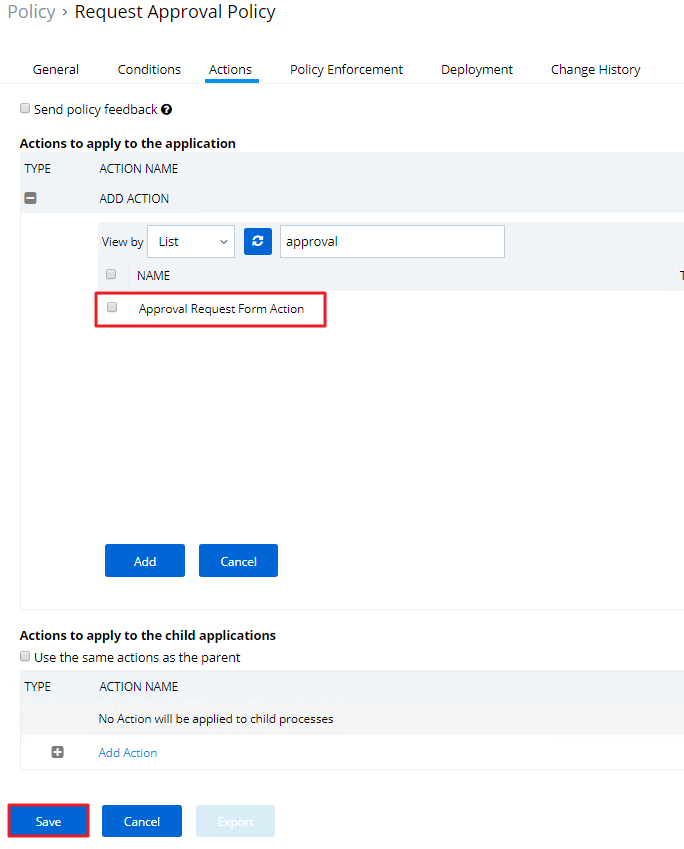 Policy › Request Approval Policy
General Conditions Actions Policy Enforcement Deployment Change History
Send policy feedback
Actions to apply to the application
TYPE ACTION NAME
ADD ACTION
View by List approval
NAME T
Approval Request Form Action
Add Cancel
Actions to apply to the child applications
Use the same actions as the parent
TYPE ACTION NAME
No Action will be applied to child processes
Add Action
Save Cancel Export